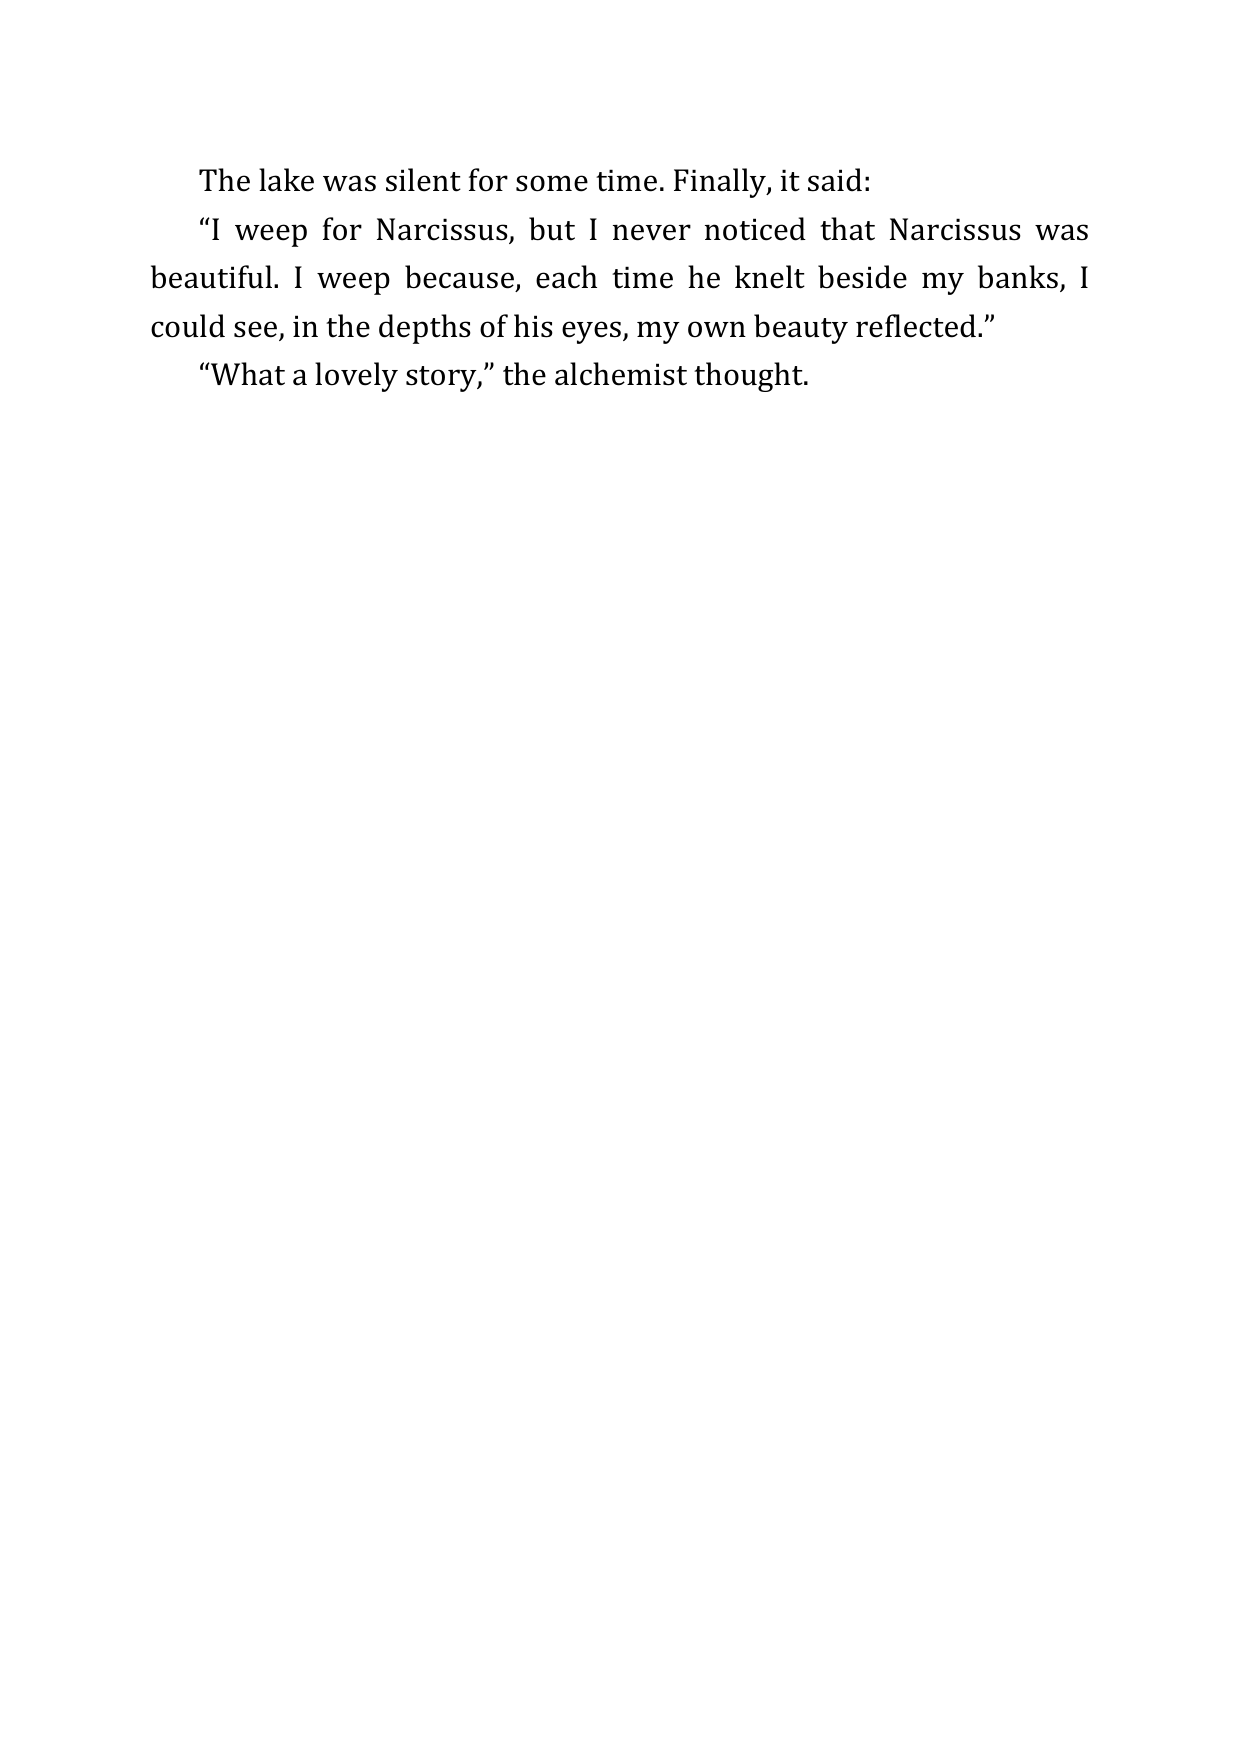 The lake was silent for some time. Finally, it said:
“I weep for Narcissus, but I never noticed that Narcissus was
beautiful. I weep because, each time he knelt beside my banks, I
could see, in the depths of his eyes, my own beauty reflected.”
“What a lovely story,” the alchemist thought.